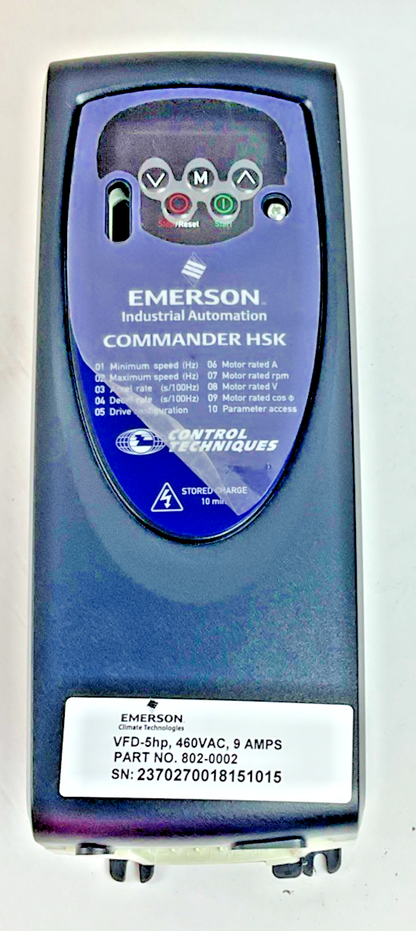 M
Stop/Reset Start
EMERSON
Industrial Automation
COMMANDER HSK
01 Minimum speed (Hz) 06 Motor rated A
02 Maximum speed (Hz) 07 Motor rated rpm
03 Accel rate (s/100Hz) 08 Motor rated V
04 Decel rate (s/100Hz) 09 Motor rated cos ϕ
05 Drive configuration 10 Parameter access
CONTROL
TECHNIQUES
STORED CHARGE
10 min
EMERSON
Climate Technologies
VFD-5hp, 460VAC, 9 AMPS
PART NO. 802-0002
SN: 2370270018151015